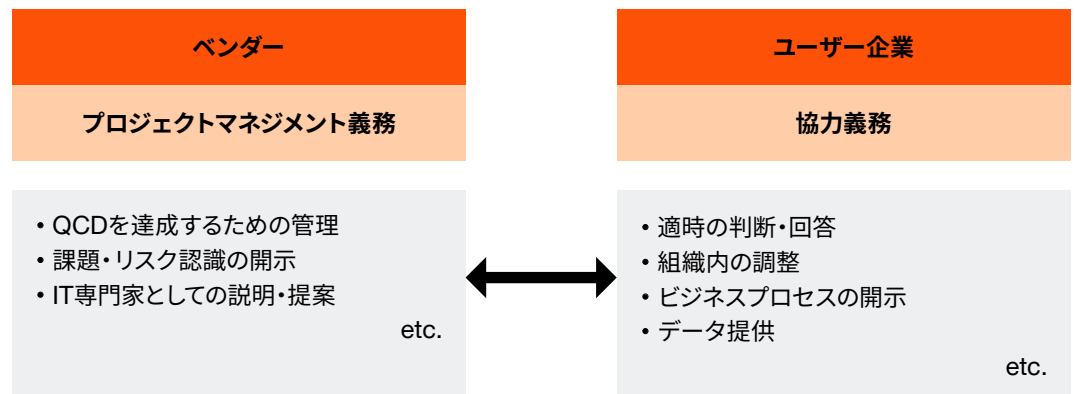 ベンダー
プロジェクトマネジメント義務
• QCDを達成するための管理
• 課題・リスク認識の開示
• IT専門家としての説明・提案
etc.
ユーザー企業
協力義務
• 適時の判断・回答
• 組織内の調整
• ビジネスプロセスの開示
• データ提供
etc.